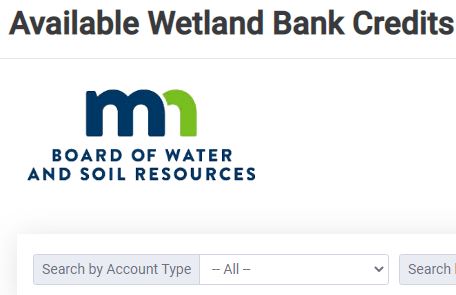 Available Wetland Bank Credits
mn
BOARD OF WATER
AND SOIL RESOURCES
Search by Account Type
-- All --
Search